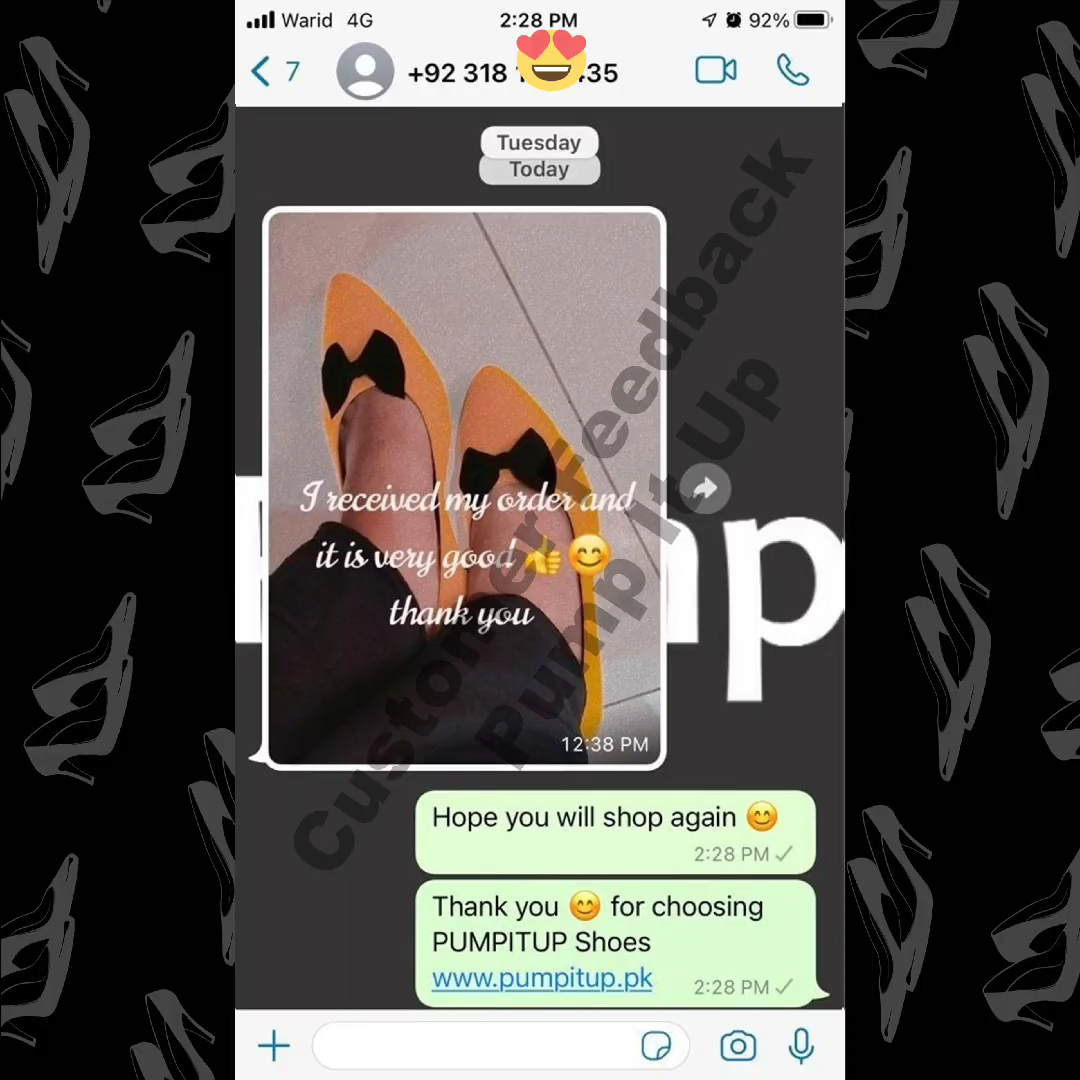 Warid 4G 2:28 PM 92%
7 +92 318 35
Tuesday
Today
I received my order and
it is very good 👍😊
thank you
12:38 PM
Customer Feedback
Pump It Up
Hope you will shop again 😊
2:28 PM
Thank you 😊 for choosing
PUMPITUP Shoes
www.pumpitup.pk 2:28 PM